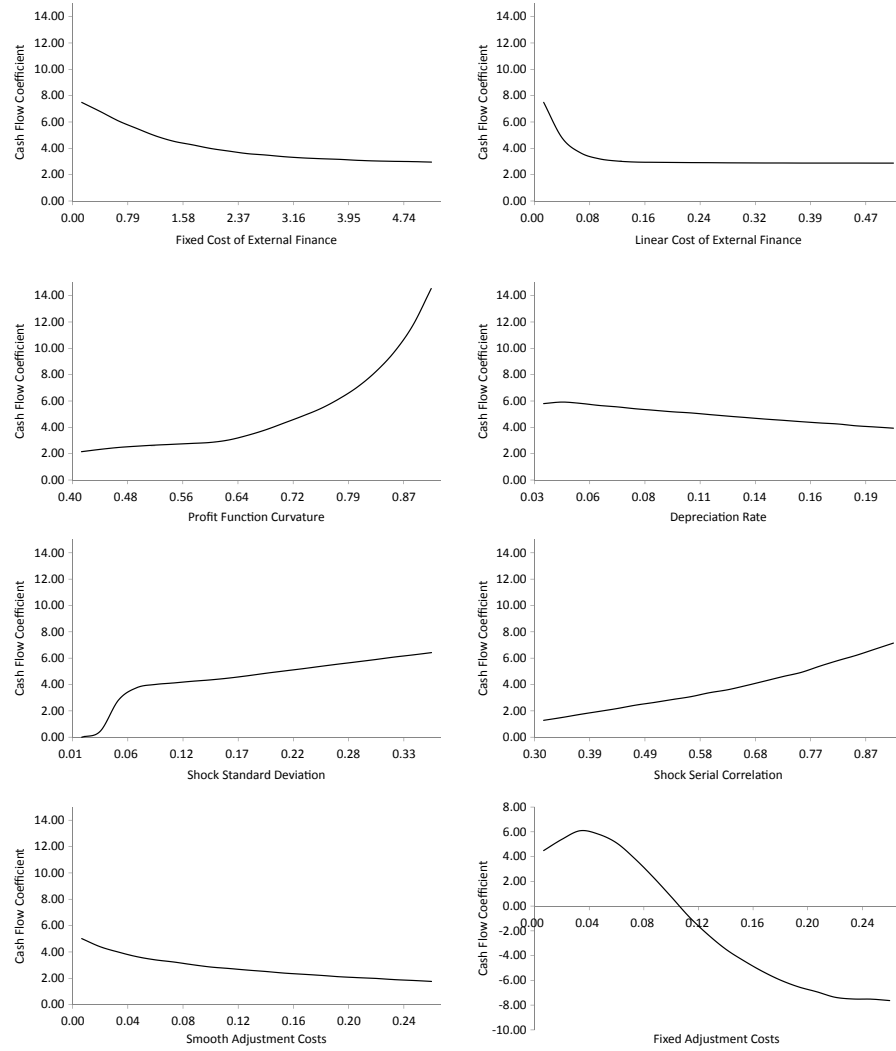 14.00
12.00
10.00
8.00
6.00
4.00
2.00
0.00
Cash Flow Coefficient
0.00 0.79 1.58 2.37 3.16 3.95 4.74
Fixed Cost of External Finance
14.00
12.00
10.00
8.00
6.00
4.00
2.00
0.00
Cash Flow Coefficient
0.00 0.08 0.16 0.24 0.32 0.39 0.47
Linear Cost of External Finance
14.00
12.00
10.00
8.00
6.00
4.00
2.00
0.00
Cash Flow Coefficient
0.40 0.48 0.56 0.64 0.72 0.79 0.87
Profit Function Curvature
14.00
12.00
10.00
8.00
6.00
4.00
2.00
0.00
Cash Flow Coefficient
0.03 0.06 0.08 0.11 0.14 0.16 0.19
Depreciation Rate
14.00
12.00
10.00
8.00
6.00
4.00
2.00
0.00
Cash Flow Coefficient
0.01 0.06 0.12 0.17 0.22 0.28 0.33
Shock Standard Deviation
14.00
12.00
10.00
8.00
6.00
4.00
2.00
0.00
Cash Flow Coefficient
0.30 0.39 0.49 0.58 0.68 0.77 0.87
Shock Serial Correlation
14.00
12.00
10.00
8.00
6.00
4.00
2.00
0.00
Cash Flow Coefficient
0.00 0.04 0.08 0.12 0.16 0.20 0.24
Smooth Adjustment Costs
8.00
6.00
4.00
2.00
0.00
-2.00
-4.00
-6.00
-8.00
-10.00
Cash Flow Coefficient
0.00 0.04 0.08 0.12 0.16 0.20 0.24
Fixed Adjustment Costs